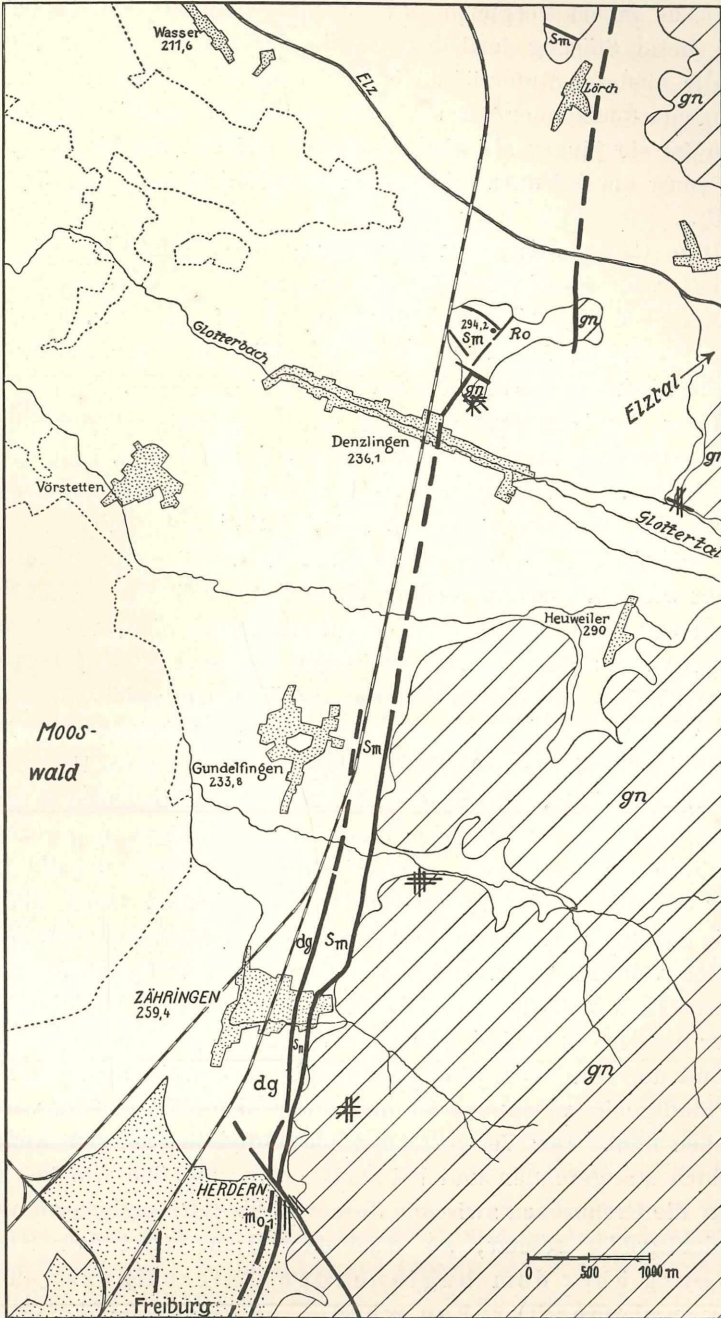 Wasser
211,6
Sm
Elz
Lörch
gn
294,2
Sm
Ro
gn
gn
Glotterbach
Elztal
Denzlingen
236,1
gn
Vörstetten
Glottertal
Heuweiler
290
Moos-
wald
Sm
Gundelfingen
233,8
gn
dg
Sm
ZÄHRINGEN
259,4
Sm
dg
gn
HERDERN
mo1
0 500 1000 m
Freiburg